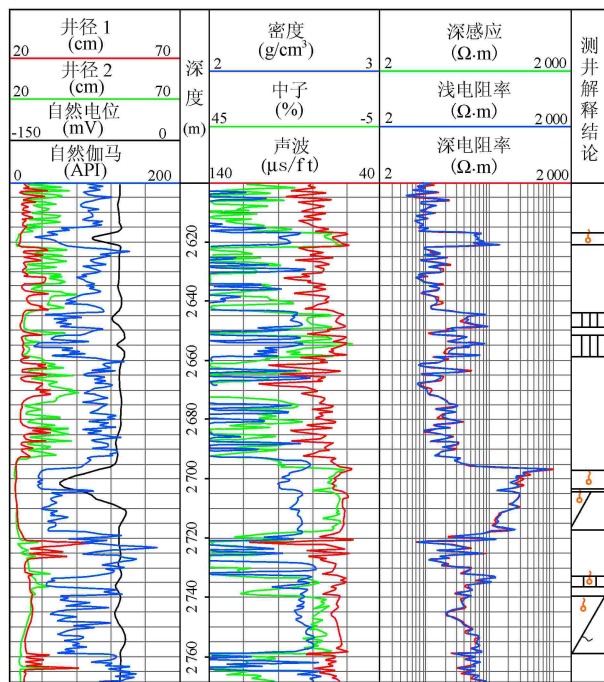 井径 1
(cm)
20 70
井径 2
(cm)
20 70
自然电位
(mV)
-150 0
自然伽马
(API)
0 200
深度
(m)
密度
(g/cm³)
2 3
中子
(%)
45 -5
声波
(μs/ft)
140 40
深感应
(Ω·m)
2 2 000
浅电阻率
(Ω·m)
2 2 000
深电阻率
(Ω·m)
2 2 000
测井解释结论
2 620
2 640
2 660
2 680
2 700
2 720
2 740
2 760